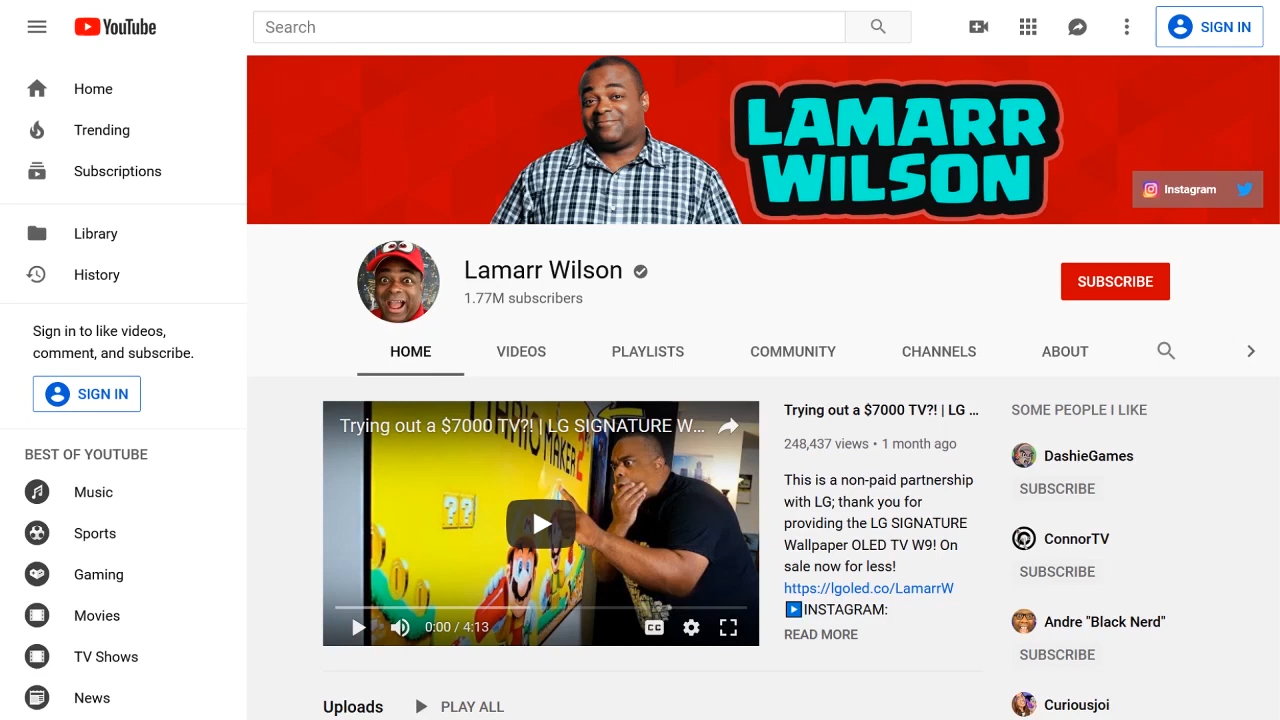 YouTube
Search
SIGN IN
Home
Trending
Subscriptions
Library
History
Sign in to like videos,
comment, and subscribe.
SIGN IN
BEST OF YOUTUBE
Music
Sports
Gaming
Movies
TV Shows
News
LAMARR
WILSON
Instagram
Lamarr Wilson
1.77M subscribers
SUBSCRIBE
HOME
VIDEOS
PLAYLISTS
COMMUNITY
CHANNELS
ABOUT
Trying out a $7000 TV?! | LG SIGNATURE W...
MARIO
MAKER 2
??
0:00 / 4:13
CC
Trying out a $7000 TV?! | LG ...
248,437 views • 1 month ago
This is a non-paid partnership
with LG; thank you for
providing the LG SIGNATURE
Wallpaper OLED TV W9! On
sale now for less!
https://lgoled.co/LamarrW
▶INSTAGRAM:
READ MORE
SOME PEOPLE I LIKE
DashieGames
SUBSCRIBE
ConnorTV
SUBSCRIBE
Andre "Black Nerd"
SUBSCRIBE
Curiousjoi
Uploads
PLAY ALL